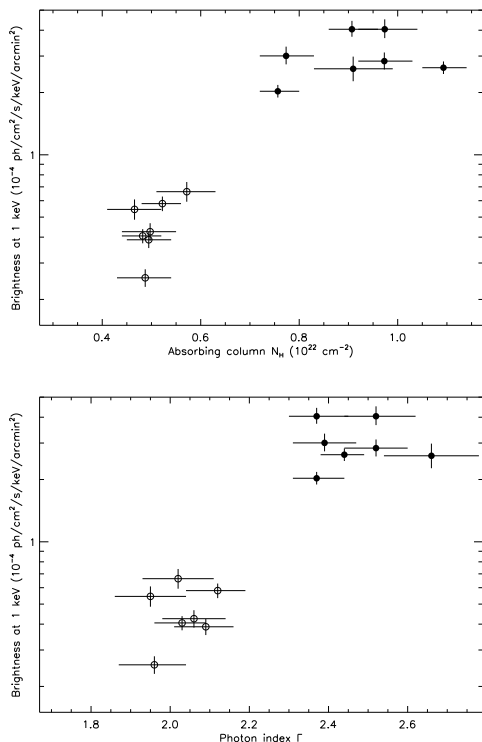 Brightness at 1 keV (10⁻⁴ ph/cm²/s/keV/arcmin²)
1
0.4 0.6 0.8 1.0
Absorbing column N_H (10²² cm⁻²)
Brightness at 1 keV (10⁻⁴ ph/cm²/s/keV/arcmin²)
1
1.8 2.0 2.2 2.4 2.6
Photon index Γ